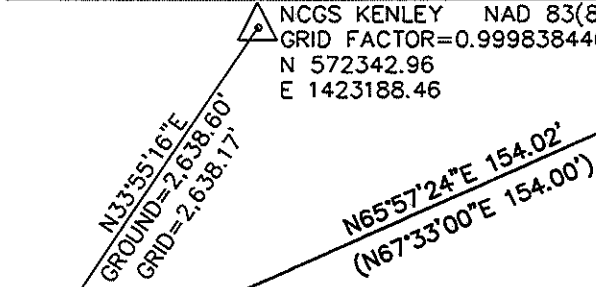 NCGS KENLEY NAD 83(8
GRID FACTOR=0.99983844
N 572342.96
E 1423188.46
N33°55'16"E
GROUND=2,638.60'
GRID=2,638.17'
N65°57'24"E 154.02'
(N67°33'00"E 154.00')